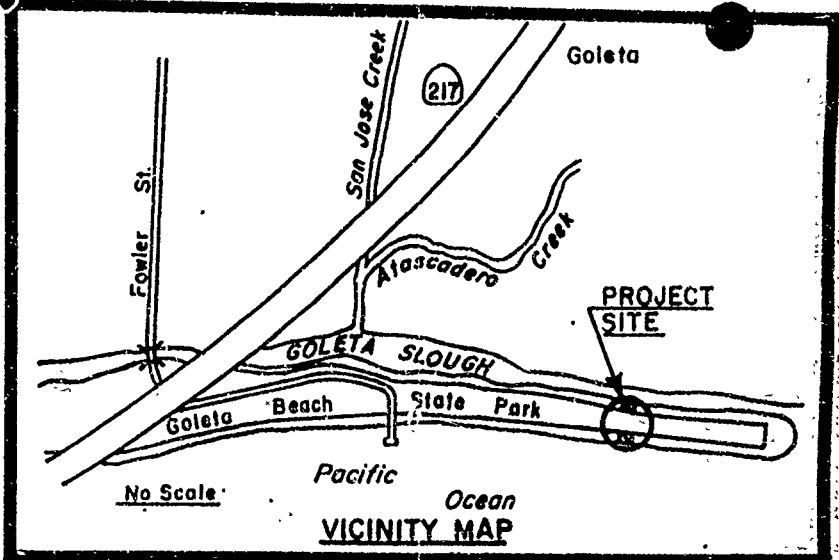 Goleta
San Jose Creek
217
Fowler St.
Atascadero Creek
PROJECT
SITE
GOLETA SLOUGH
Goleta Beach State Park
Pacific
Ocean
No Scale
VICINITY MAP